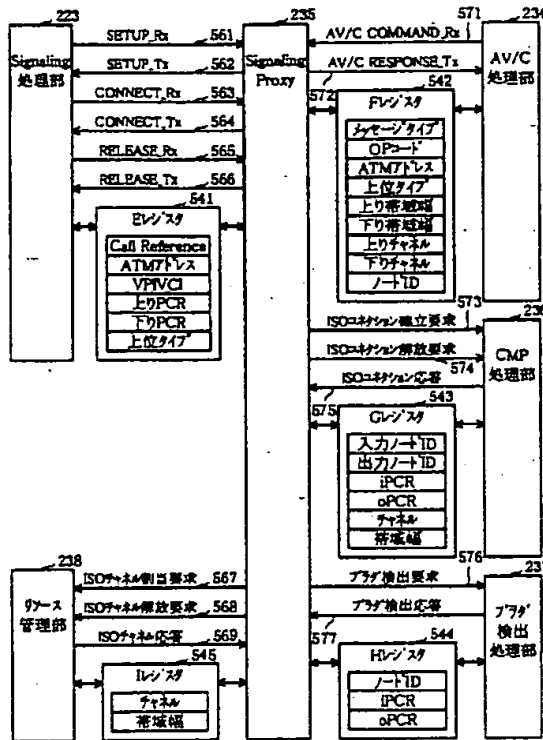 223
Signaling
処理部
SETUP_Rx
561
SETUP_Tx
562
CONNECT_Rx
563
CONNECT_Tx
564
RELEASE_Rx
565
RELEASE_Tx
566
541
Eレジスタ
Call Reference
ATMアドレス
VPI/VCI
上りPCR
下りPCR
上位タイプ
235
Signaling
Proxy
571
AV/C COMMAND_Rx
AV/C RESPONSE_Tx
572
234
AV/C
処理部
542
Fレジスタ
メッセージタイプ
OPコード
ATMアドレス
上位タイプ
上り帯域幅
下り帯域幅
上りチャネル
下りチャネル
ノードID
573
ISOコネクション確立要求
ISOコネクション解放要求
574
ISOコネクション応答
575
CMP
処理部
543
Gレジスタ
入力ノードID
出力ノードID
iPCR
oPCR
チャネル
帯域幅
238
リソース
管理部
ISOチャネル割当要求
567
ISOチャネル解放要求
568
ISOチャネル応答
569
545
Iレジスタ
チャネル
帯域幅
576
プラグ検出要求
プラグ検出応答
577
プラグ
検出
処理部
544
Hレジスタ
ノードID
iPCR
oPCR